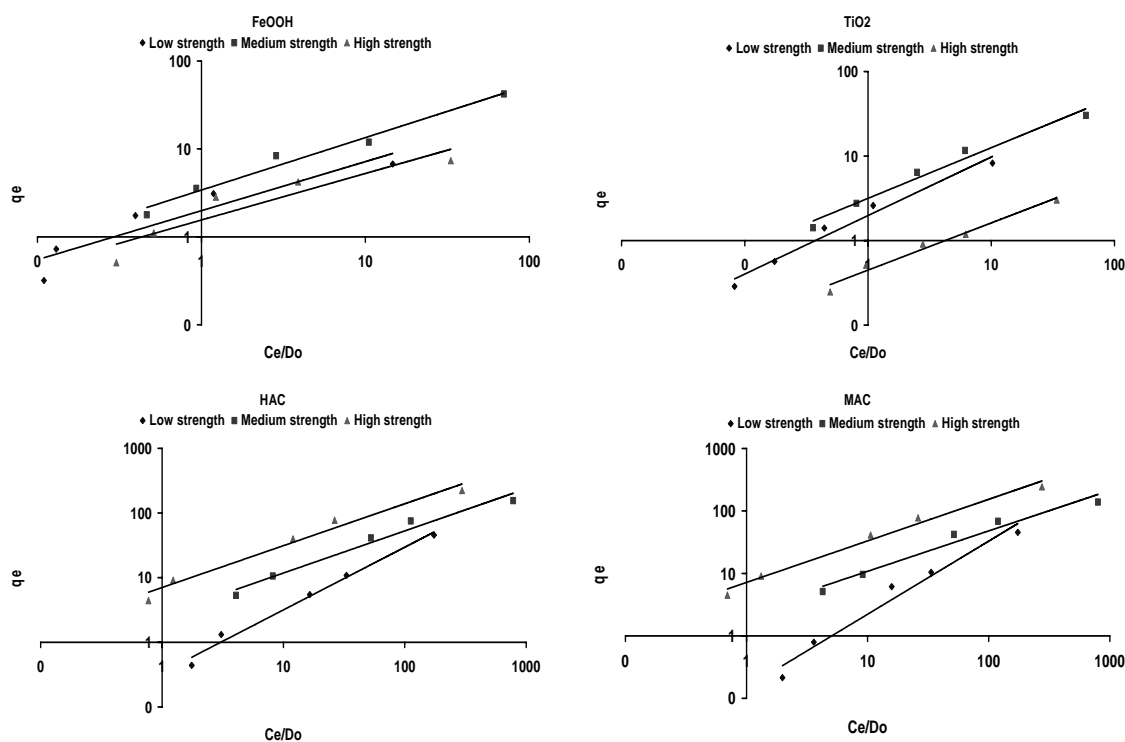 FeOOH
Low strength Medium strength High strength
100
10
qe
1
0 1 10 100
0
Ce/Do
TiO2
Low strength Medium strength High strength
100
10
qe
1
0 0 1 10 100
0
Ce/Do
HAC
Low strength Medium strength High strength
1000
100
qe
10
1
0 1 10 100 1000
0
Ce/Do
MAC
Low strength Medium strength High strength
1000
100
qe
10
1
0 1 10 100 1000
0
Ce/Do